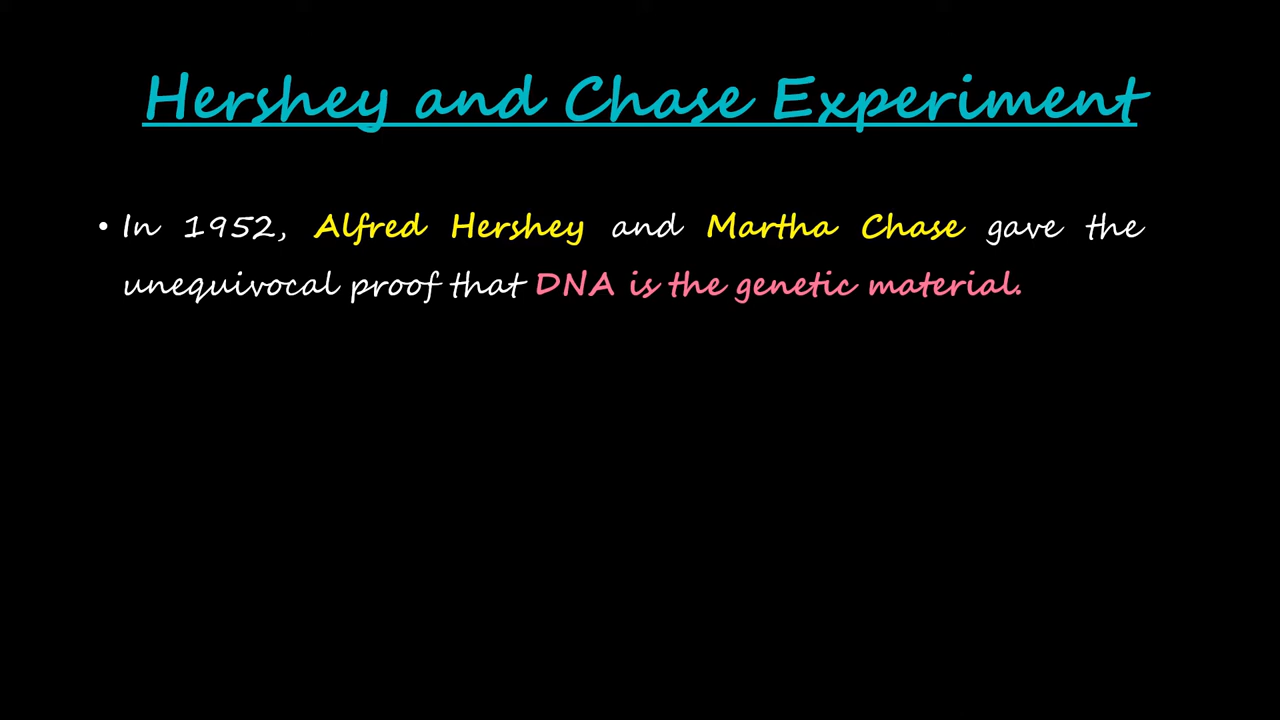 Hershey and Chase Experiment
• In 1952, Alfred Hershey and Martha Chase gave the
unequivocal proof that DNA is the genetic material.